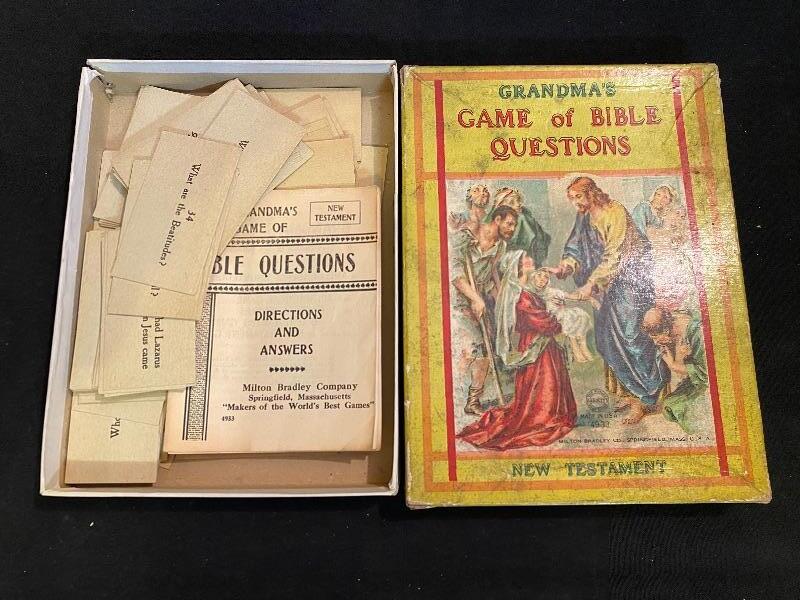 34
What are the Beatitudes?
had Lazarus
Jesus came
ANDMA'S
AME OF
NEW
TESTAMENT
BLE QUESTIONS
DIRECTIONS
AND
ANSWERS
Milton Bradley Company
Springfield, Massachusetts
"Makers of the World's Best Games"
4933
GRANDMA'S
GAME of BIBLE
QUESTIONS
MADE IN U.S.A.
4933
MILTON BRADLEY CO., SPRINGFIELD, MASS. U.S.A.
NEW TESTAMENT